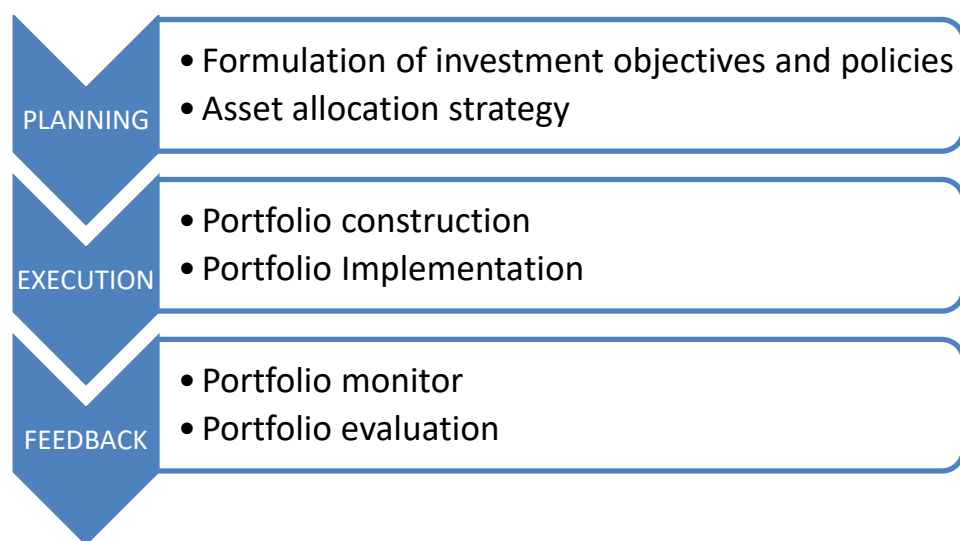 PLANNING
• Formulation of investment objectives and policies
• Asset allocation strategy
EXECUTION
• Portfolio construction
• Portfolio Implementation
FEEDBACK
• Portfolio monitor
• Portfolio evaluation